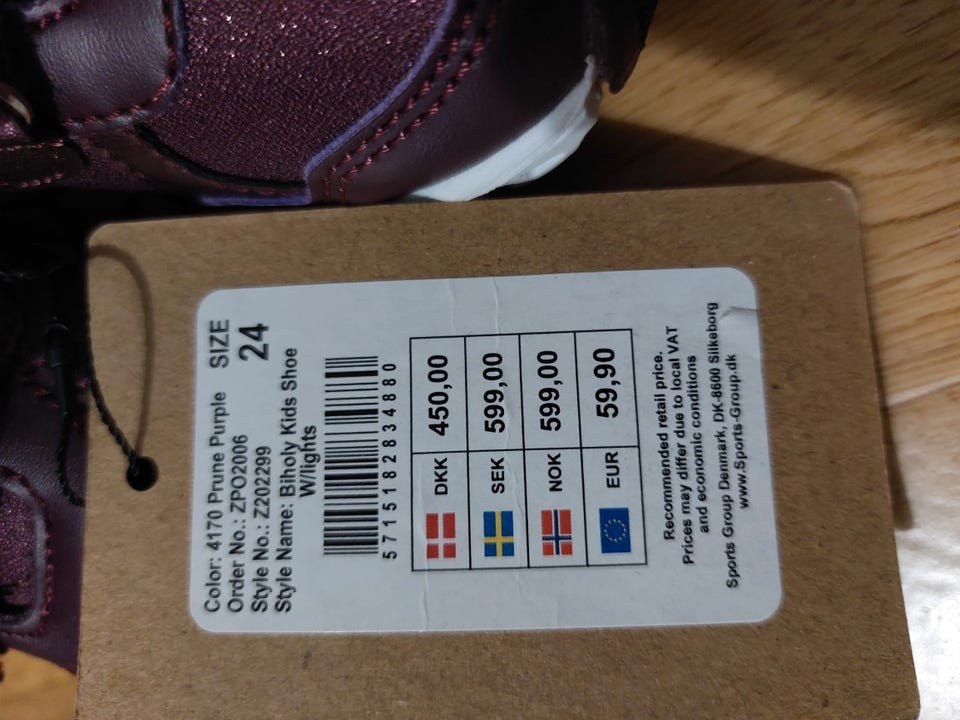 Color: 4170 Prune Purple SIZE
Order No.: ZPO2006 24
Style No.: Z202299
Style Name: Biholy Kids Shoe
W/lights
5715182834880
DKK 450,00
SEK 599,00
NOK 599,00
EUR 59,90
Recommended retail price.
Prices may differ due to local VAT
and economic conditions
Sports Group Denmark, DK-8600 Silkeborg
www.Sports-Group.dk